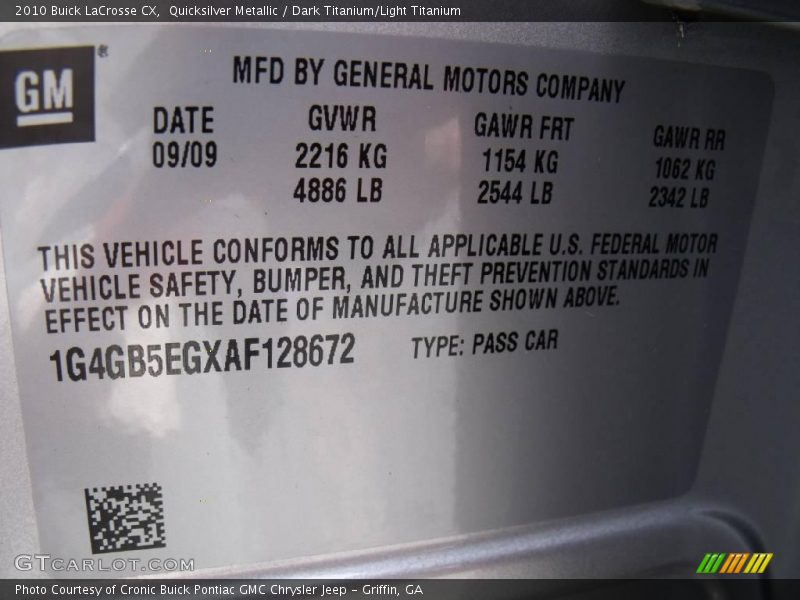 2010 Buick LaCrosse CX, Quicksilver Metallic / Dark Titanium/Light Titanium
GM ®
MFD BY GENERAL MOTORS COMPANY
DATE GVWR GAWR FRT GAWR RR
09/09 2216 KG 1154 KG 1062 KG
4886 LB 2544 LB 2342 LB
THIS VEHICLE CONFORMS TO ALL APPLICABLE U.S. FEDERAL MOTOR
VEHICLE SAFETY, BUMPER, AND THEFT PREVENTION STANDARDS IN
EFFECT ON THE DATE OF MANUFACTURE SHOWN ABOVE.
1G4GB5EGXAF128672 TYPE: PASS CAR
GTCARLOT.COM
Photo Courtesy of Cronic Buick Pontiac GMC Chrysler Jeep - Griffin, GA